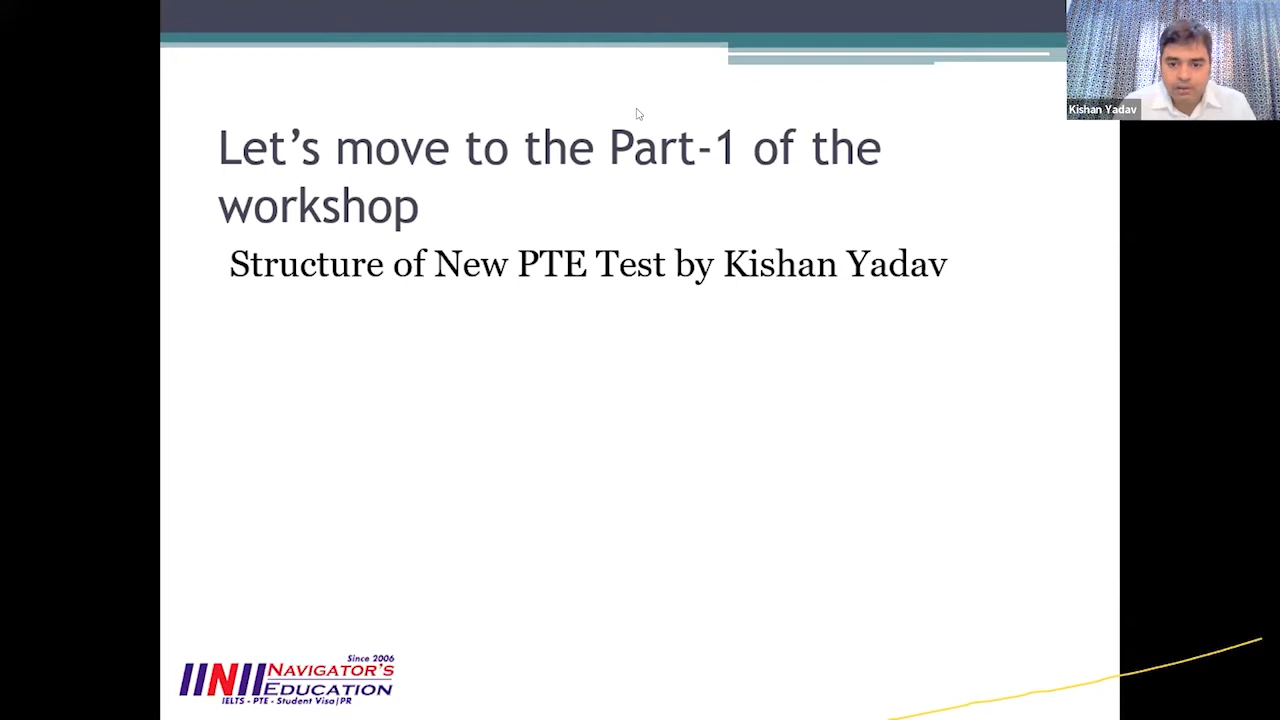 Kishan Yadav
Let's move to the Part-1 of the
workshop
Structure of New PTE Test by Kishan Yadav
Since 2006
NAVIGATOR'S
EDUCATION
IELTS - PTE - Student Visa|PR